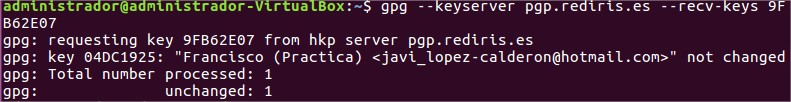 administrador@administrador-VirtualBox:~$ gpg --keyserver pgp.rediris.es --recv-keys 9F
B62E07
gpg: requesting key 9FB62E07 from hkp server pgp.rediris.es
gpg: key 04DC1925: "Francisco (Practica) <javi_lopez-calderon@hotmail.com>" not changed
gpg: Total number processed: 1
gpg:              unchanged: 1